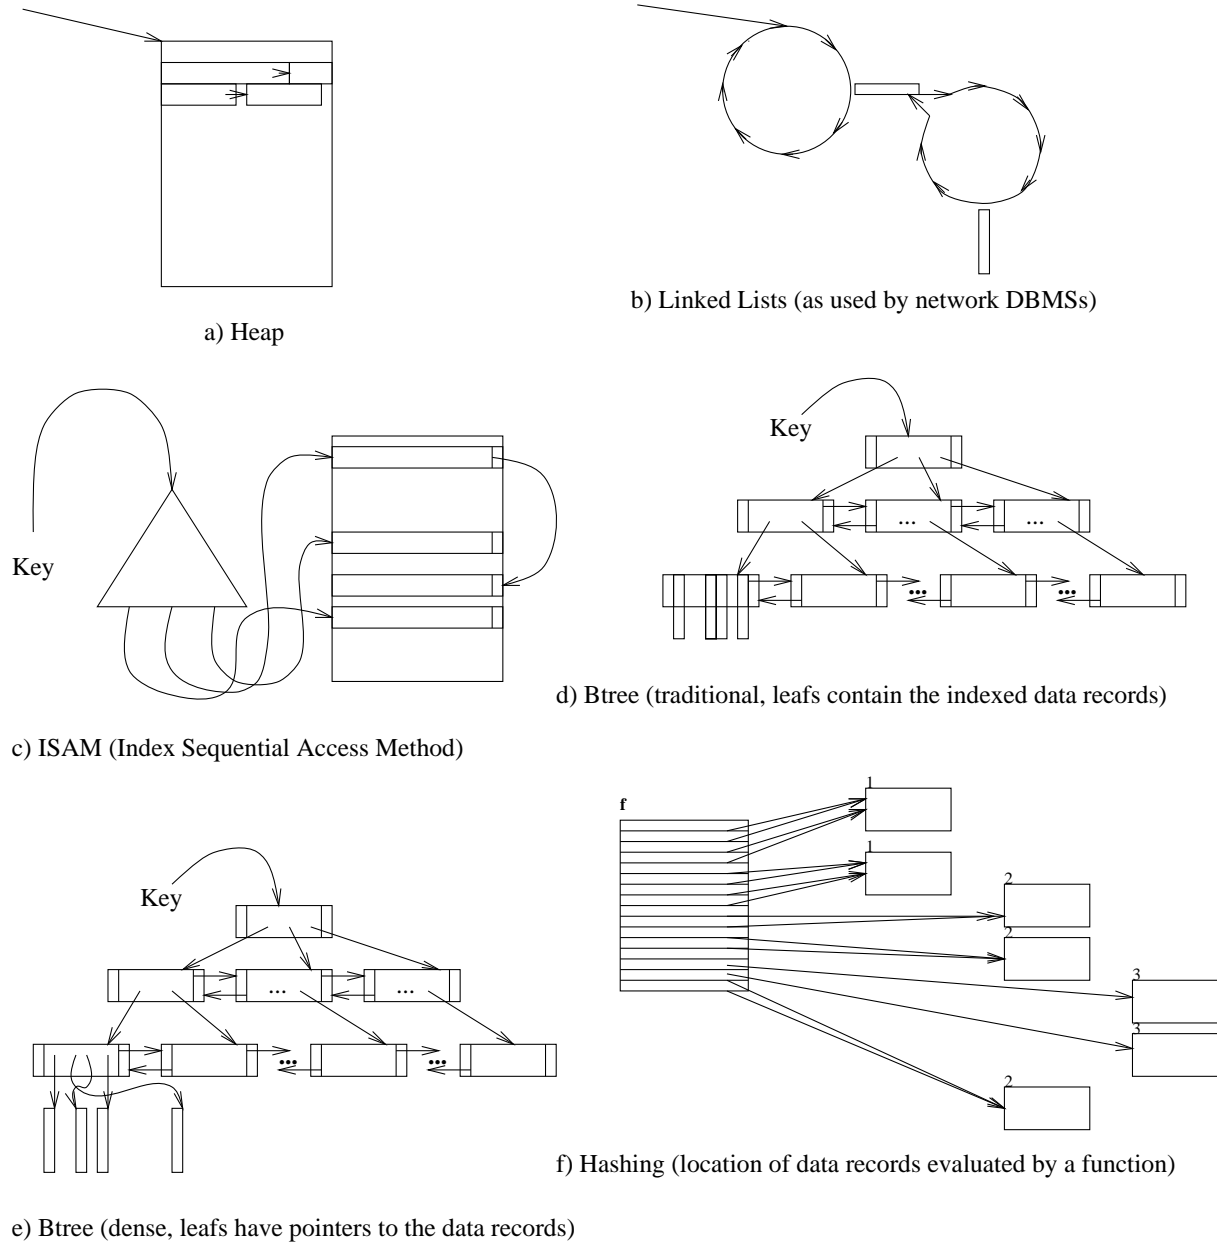 a) Heap
b) Linked Lists (as used by network DBMSs)
Key
c) ISAM (Index Sequential Access Method)
Key
...
...
...
...
d) Btree (traditional, leafs contain the indexed data records)
Key
...
...
...
...
e) Btree (dense, leafs have pointers to the data records)
f
1
1
2
2
3
3
2
f) Hashing (location of data records evaluated by a function)